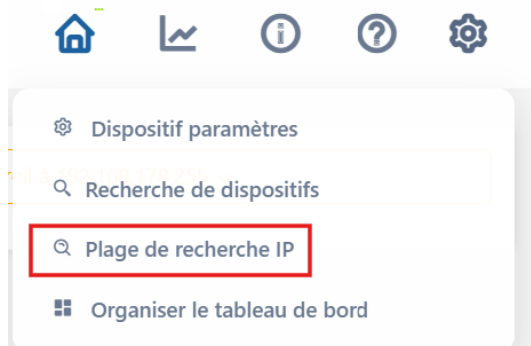 Dispositif paramètres
Recherche de dispositifs
Plage de recherche IP
Organiser le tableau de bord